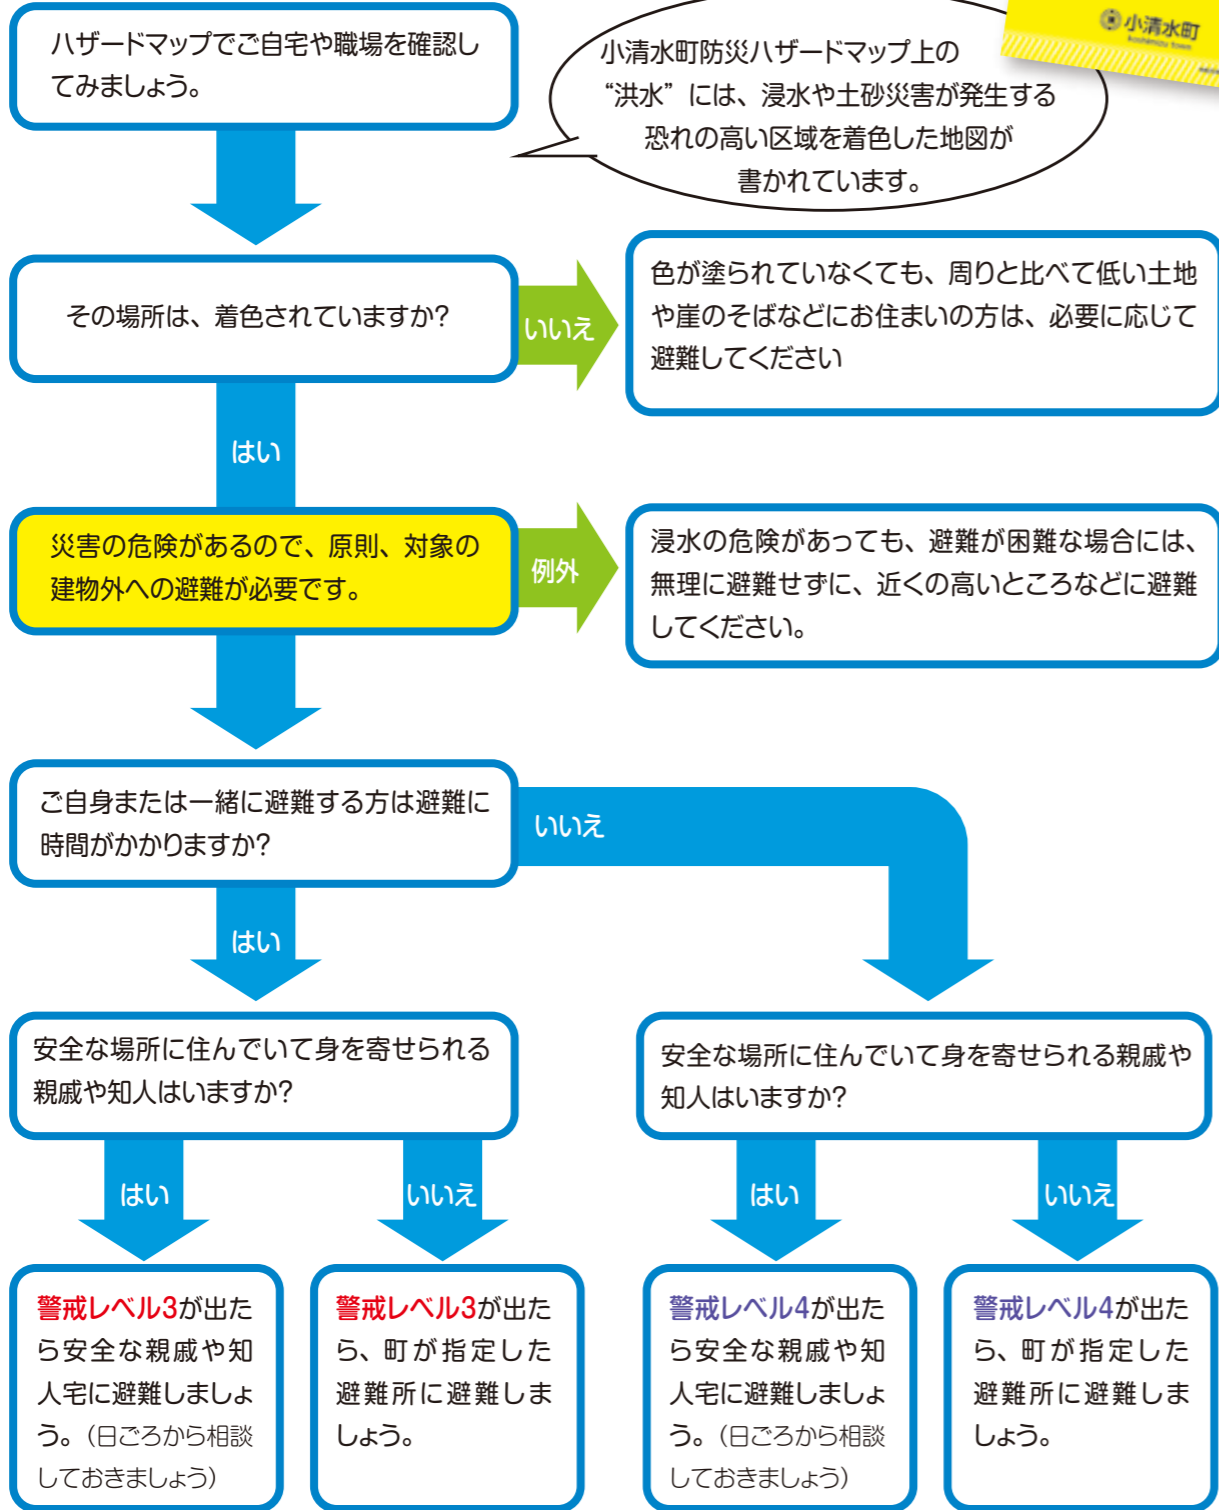 小清水町
ハザードマップでご自宅や職場を確認し
てみましょう。
小清水町防災ハザードマップ上の
“洪水”には、浸水や土砂災害が発生する
恐れの高い区域を着色した地図が
書かれています。
その場所は、着色されていますか?
いいえ
色が塗られていなくても、周りと比べて低い土地
や崖のそばなどにお住まいの方は、必要に応じて
避難してください
はい
災害の危険があるので、原則、対象の
建物外への避難が必要です。
例外
浸水の危険があっても、避難が困難な場合には、
無理に避難せずに、近くの高いところなどに避難
してください。
ご自身または一緒に避難する方は避難に
時間がかかりますか?
いいえ
はい
安全な場所に住んでいて身を寄せられる
親戚や知人はいますか?
安全な場所に住んでいて身を寄せられる親戚や
知人はいますか?
はい
いいえ
はい
いいえ
警戒レベル3が出た
ら安全な親戚や知
人宅に避難しましょ
う。(日ごろから相談
しておきましょう)
警戒レベル3が出た
ら、町が指定した
避難所に避難しま
しょう。
警戒レベル4が出た
ら安全な親戚や知
人宅に避難しましょ
う。(日ごろから相談
しておきましょう)
警戒レベル4が出た
ら、町が指定した
避難所に避難しま
しょう。